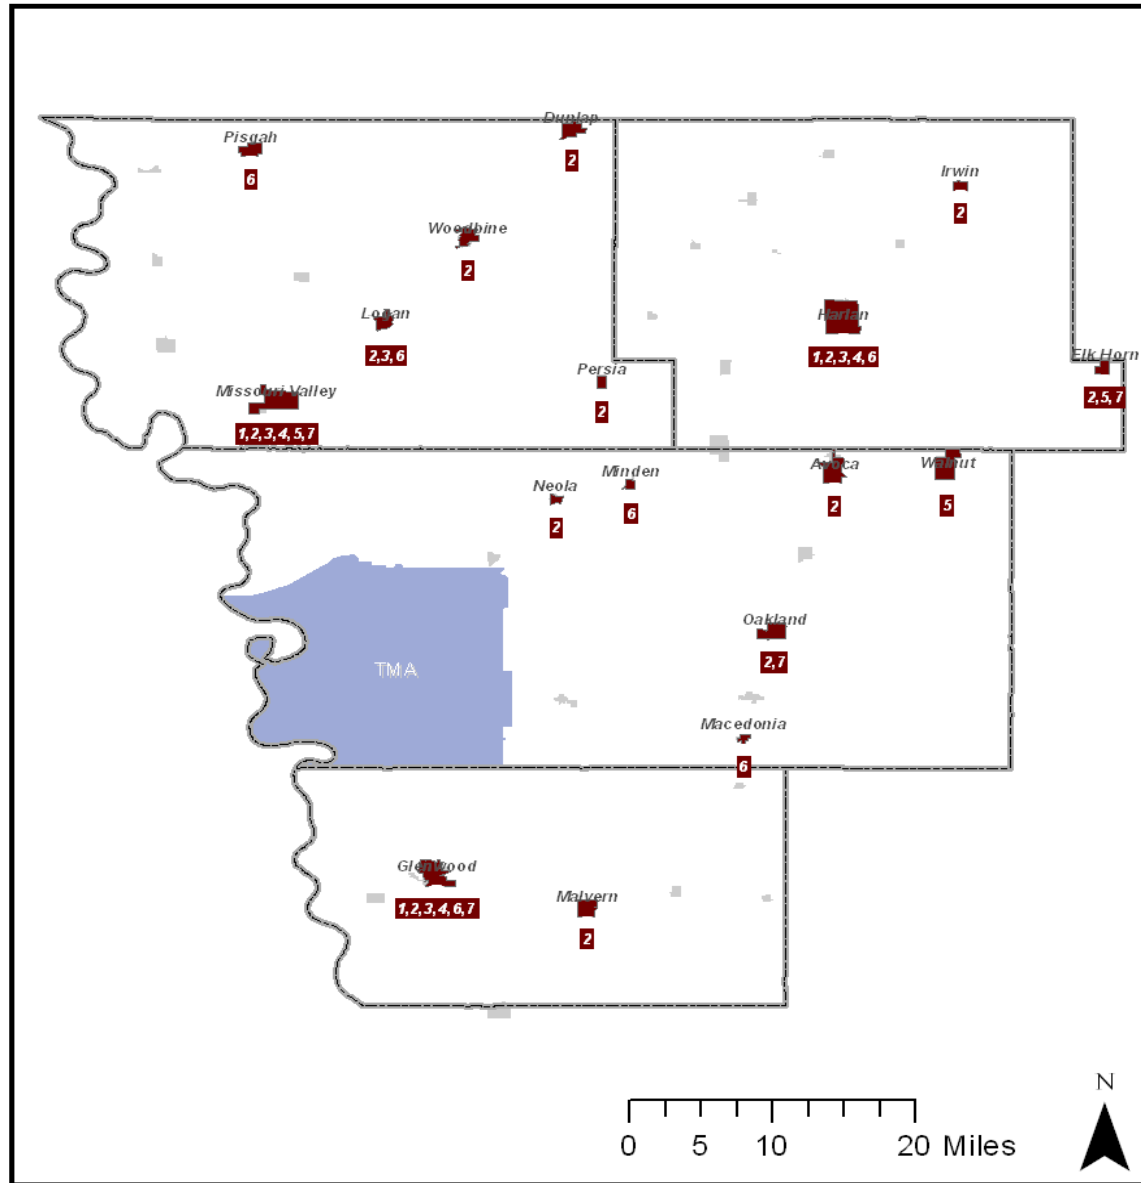 Dunlap
2
Pisgah
6
Irwin
2
Woodbine
2
Logan
2,3,6
Harlan
1,2,3,4,6
Elk Horn
2,5,7
Persia
2
Missouri Valley
1,2,3,4,5,7
Avoca
2
Walnut
5
Minden
6
Neola
2
Oakland
2,7
TMA
Macedonia
6
Glenwood
1,2,3,4,6,7
Malvern
2
N
0 5 10 20 Miles